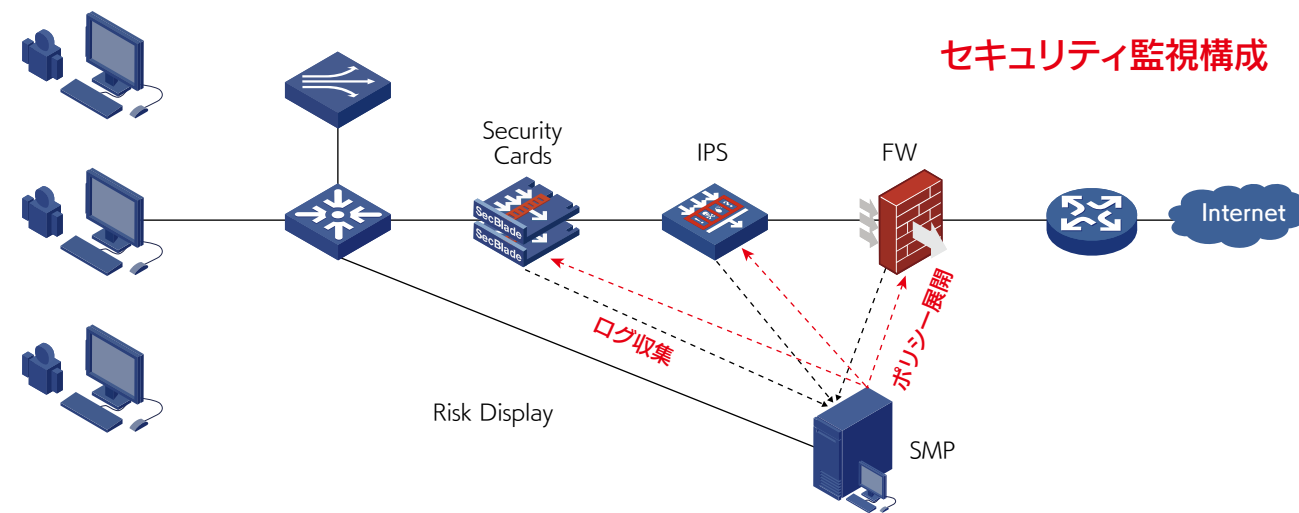 セキュリティ監視構成
Security
Cards
IPS
FW
SecBlade
SecBlade
Internet
ログ収集
ポリシー展開
Risk Display
SMP